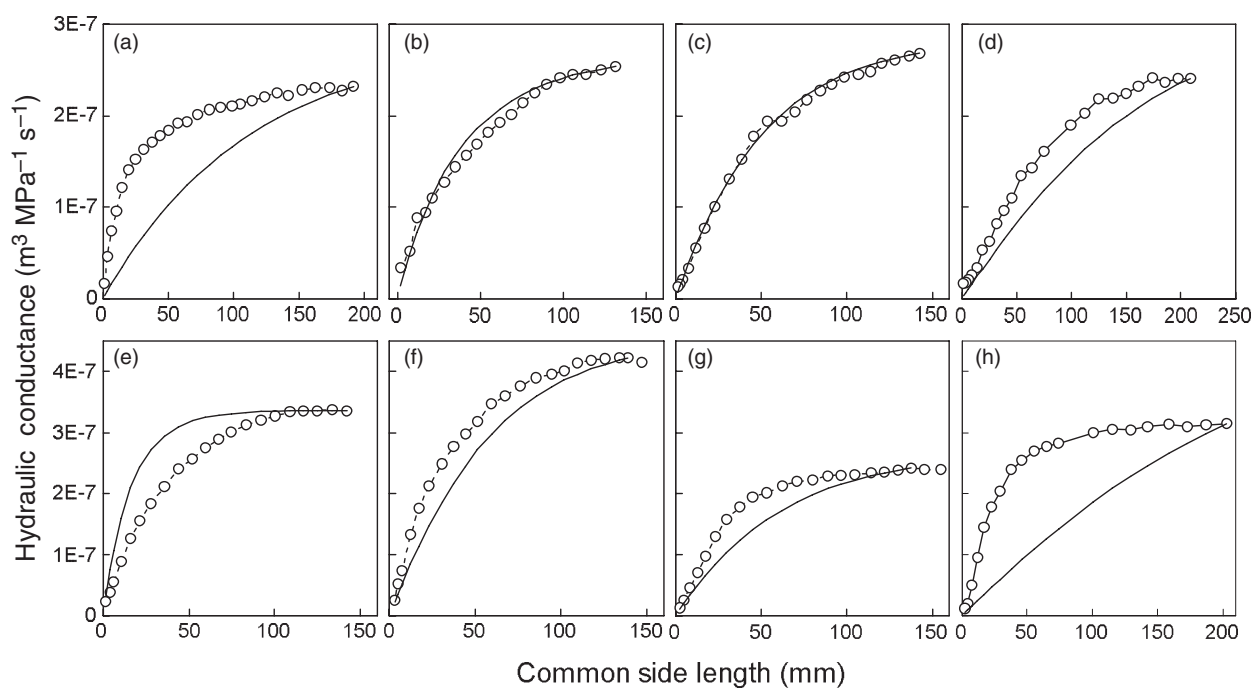 Hydraulic conductance (m³ MPa⁻¹ s⁻¹)
3E-7
2E-7
1E-7
0
(a)
(b)
(c)
(d)
0 50 100 150 200
0 50 100 150
0 50 100 150
0 50 100 150 200 250
4E-7
3E-7
2E-7
1E-7
0
(e)
(f)
(g)
(h)
0 50 100 150
0 50 100 150
0 50 100 150
0 50 100 150 200
Common side length (mm)